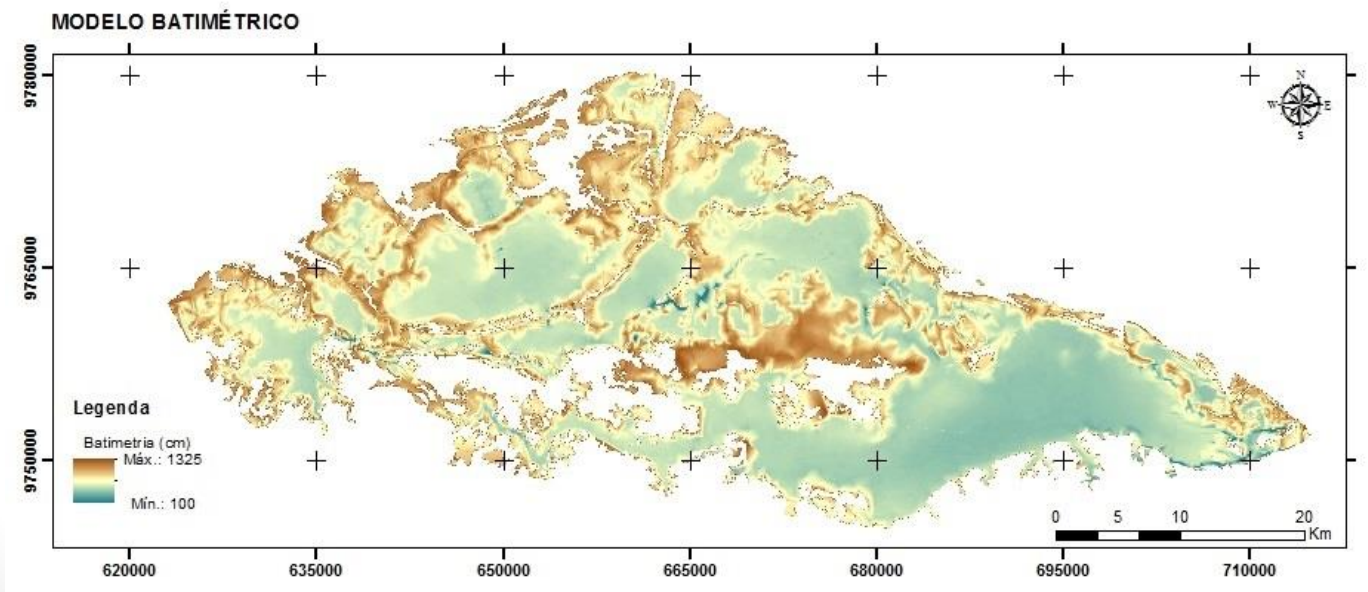 MODELO BATIMÉTRICO
9780000
9765000
9750000
N
W
E
S
Legenda
Batimetria (cm)
Máx.: 1325
Mín.: 100
0 5 10 20
Km
620000 635000 650000 665000 680000 695000 710000